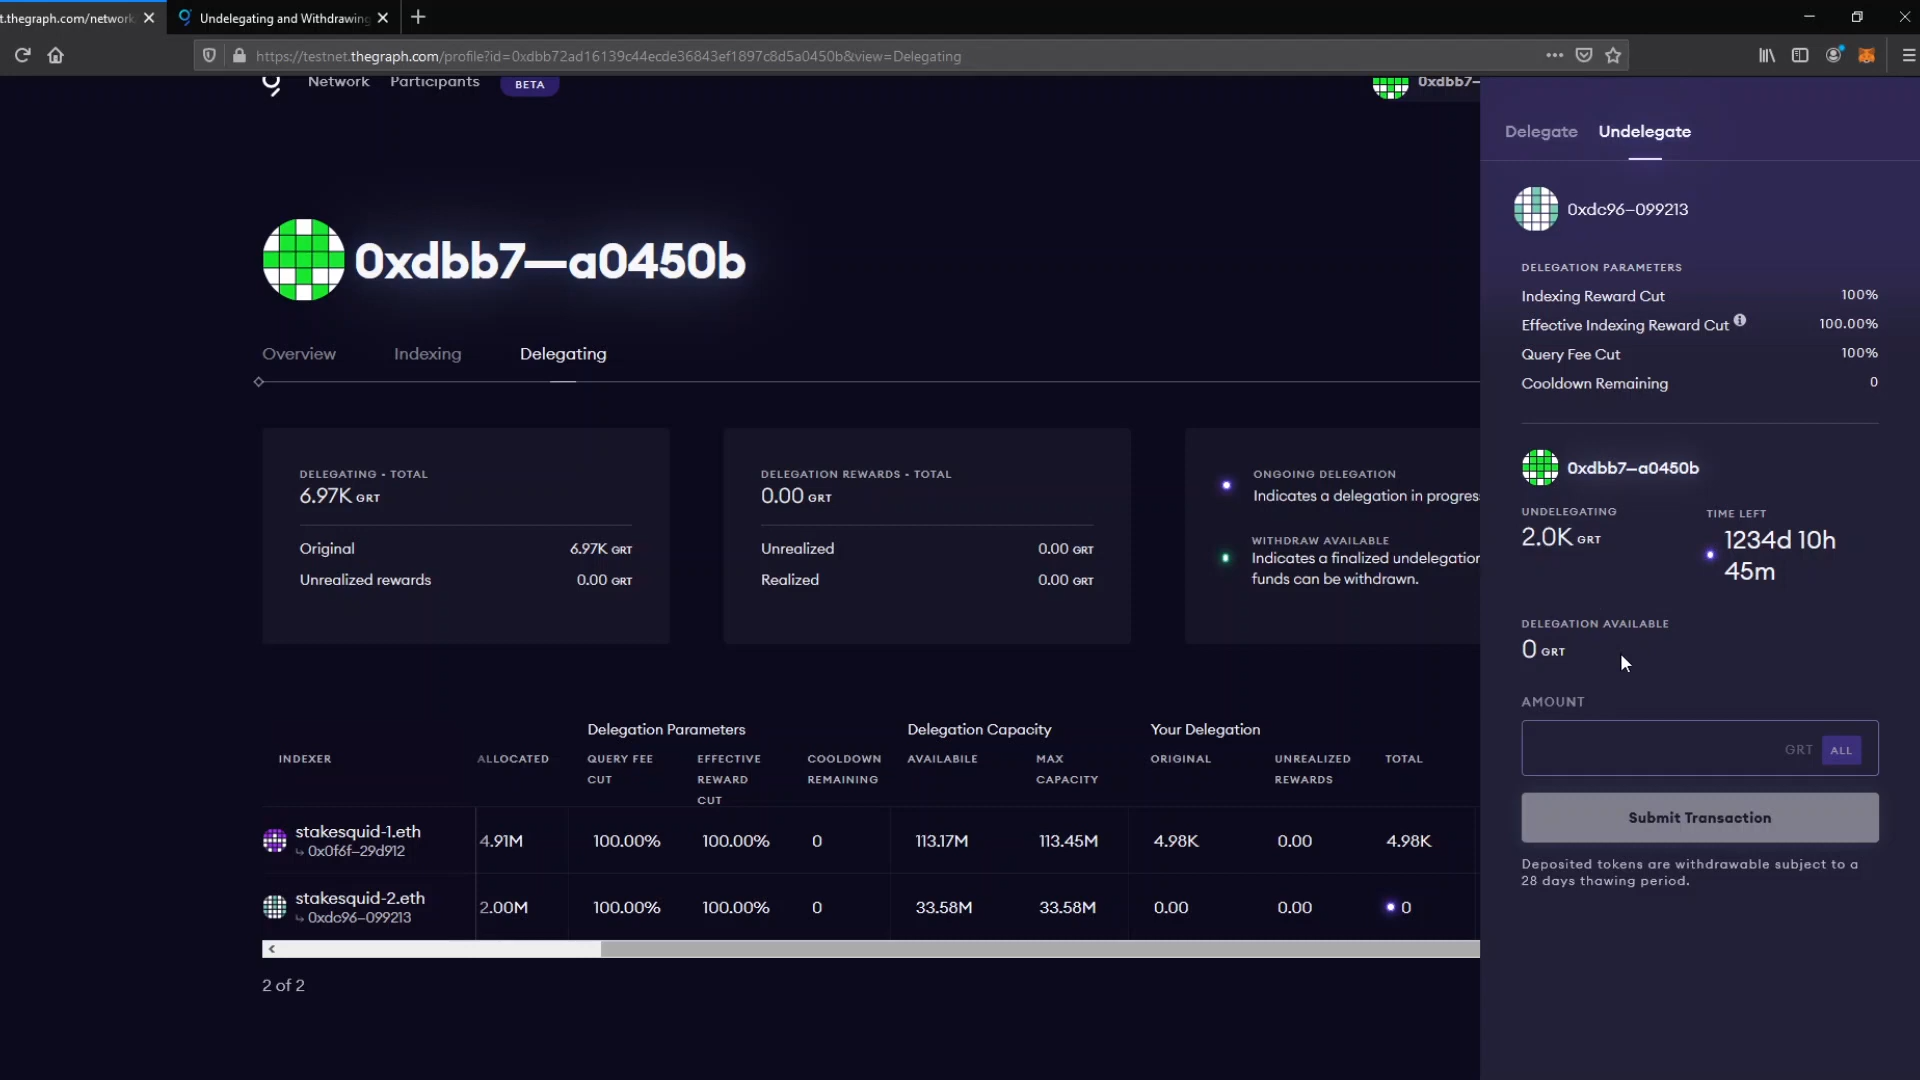 t.thegraph.com/network
Undelegating and Withdrawing
https://testnet.thegraph.com/profile?id=0xdbb72ad16139c44ecde36843ef1897c8d5a0450b&view=Delegating
Network Participants BETA
0xdbb7—
0xdbb7—a0450b
Overview Indexing Delegating
DELEGATING • TOTAL
6.97K GRT
Original 6.97K GRT
Unrealized rewards 0.00 GRT
DELEGATION REWARDS • TOTAL
0.00 GRT
Unrealized 0.00 GRT
Realized 0.00 GRT
ONGOING DELEGATION
Indicates a delegation in progres
WITHDRAW AVAILABLE
Indicates a finalized undelegation
funds can be withdrawn.
Delegation Parameters Delegation Capacity Your Delegation
INDEXER ALLOCATED QUERY FEE EFFECTIVE COOLDOWN AVAILABILE MAX ORIGINAL UNREALIZED TOTAL
CUT REWARD REMAINING CAPACITY REWARDS
CUT
stakesquid-1.eth
0x0f6f—29d912
4.91M 100.00% 100.00% 0 113.17M 113.45M 4.98K 0.00 4.98K
stakesquid-2.eth
0xdc96—099213
2.00M 100.00% 100.00% 0 33.58M 33.58M 0.00 0.00 0
2 of 2
Delegate Undelegate
0xdc96—099213
DELEGATION PARAMETERS
Indexing Reward Cut 100%
Effective Indexing Reward Cut 100.00%
Query Fee Cut 100%
Cooldown Remaining 0
0xdbb7—a0450b
UNDELEGATING
2.0K GRT
TIME LEFT
1234d 10h
45m
DELEGATION AVAILABLE
0 GRT
AMOUNT
GRT ALL
Submit Transaction
Deposited tokens are withdrawable subject to a
28 days thawing period.